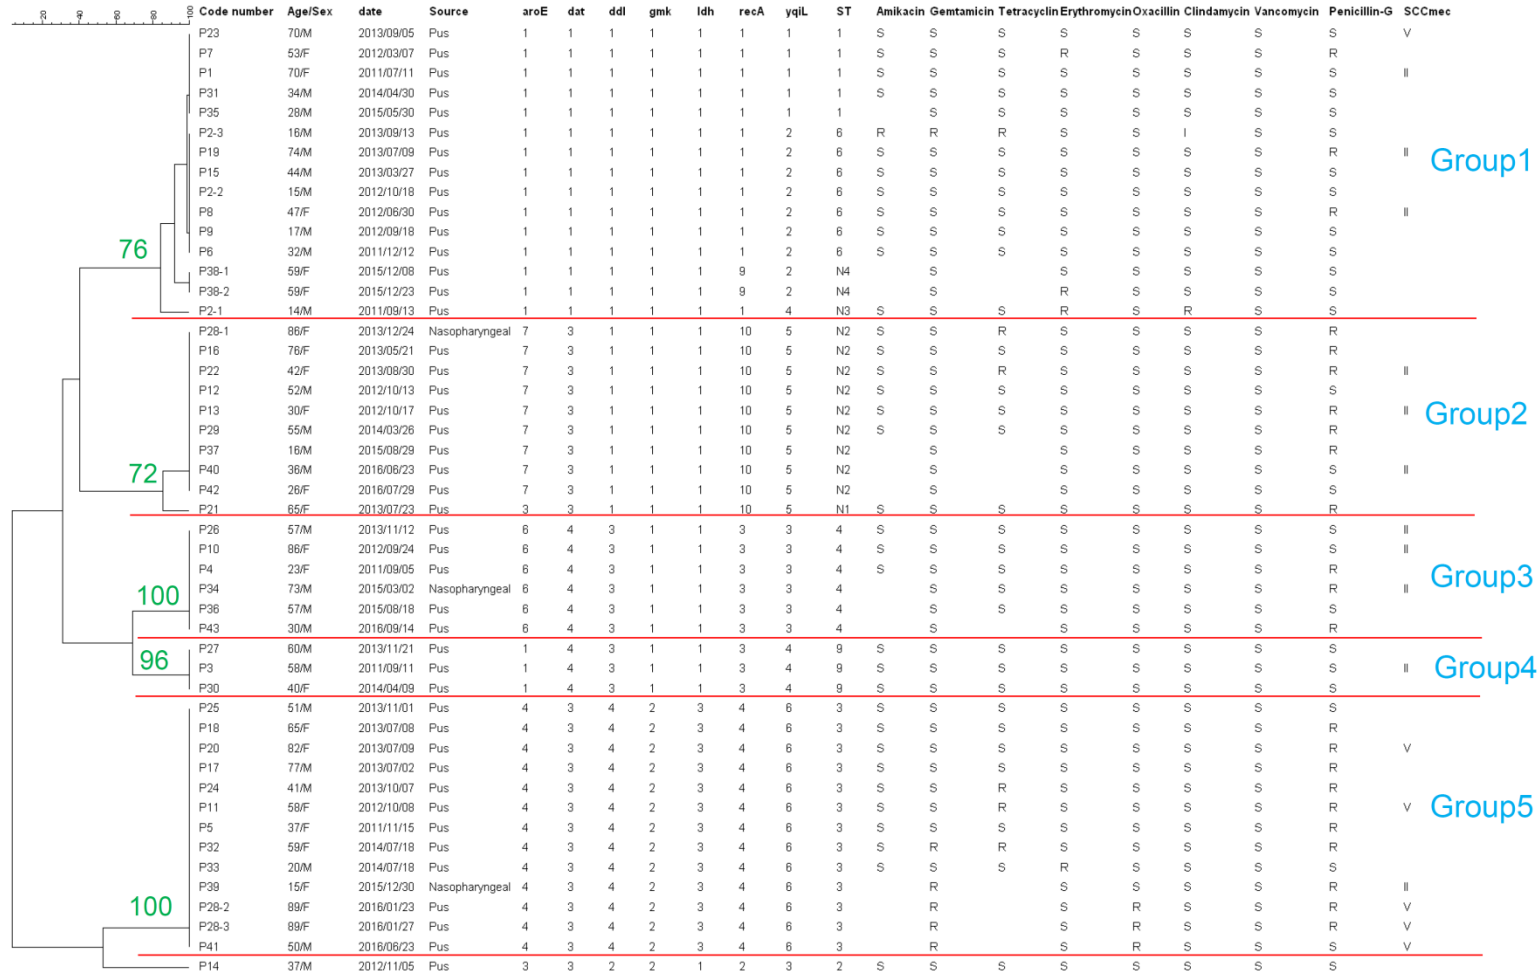 20 40 60 80 100 Code number Age/Sex date Source aroE dat ddl gmk ldh recA yqiL ST Amikacin Gemtamicin Tetracyclin Erythromycin Oxacillin Clindamycin Vancomycin Penicillin-G SCCmec
P23 70/M 2013/09/05 Pus 1 1 1 1 1 1 1 1 S S S S S S S S V
P7 53/F 2012/03/07 Pus 1 1 1 1 1 1 1 1 S S S R S S S R
P1 70/F 2011/07/11 Pus 1 1 1 1 1 1 1 1 S S S S S S S S II
P31 34/M 2014/04/30 Pus 1 1 1 1 1 1 1 1 S S S S S S S S
P35 28/M 2015/05/30 Pus 1 1 1 1 1 1 1 1 S S S S S S S
P2-3 16/M 2013/09/13 Pus 1 1 1 1 1 1 2 6 R R R S S I S S
P19 74/M 2013/07/09 Pus 1 1 1 1 1 1 2 6 S S S S S S S R II
Group1
P15 44/M 2013/03/27 Pus 1 1 1 1 1 1 2 6 S S S S S S S S
P2-2 15/M 2012/10/18 Pus 1 1 1 1 1 1 2 6 S S S S S S S S
P8 47/F 2012/06/30 Pus 1 1 1 1 1 1 2 6 S S S S S S S R II
P9 17/M 2012/09/18 Pus 1 1 1 1 1 1 2 6 S S S S S S S S
76
P6 32/M 2011/12/12 Pus 1 1 1 1 1 1 2 6 S S S S S S S S
P38-1 59/F 2015/12/08 Pus 1 1 1 1 1 9 2 N4 S S S S S S
P38-2 59/F 2015/12/23 Pus 1 1 1 1 1 9 2 N4 S R S S S S
P2-1 14/M 2011/09/13 Pus 1 1 1 1 1 1 4 N3 S S S R S R S S
P28-1 86/F 2013/12/24 Nasopharyngeal 7 3 1 1 1 10 5 N2 S S R S S S S R
P16 76/F 2013/05/21 Pus 7 3 1 1 1 10 5 N2 S S S S S S S R
P22 42/F 2013/08/30 Pus 7 3 1 1 1 10 5 N2 S S R S S S S R II
P12 52/M 2012/10/13 Pus 7 3 1 1 1 10 5 N2 S S S S S S S S
P13 30/F 2012/10/17 Pus 7 3 1 1 1 10 5 N2 S S S S S S S R II
Group2
P29 55/M 2014/03/26 Pus 7 3 1 1 1 10 5 N2 S S S S S S S R
P37 16/M 2015/08/29 Pus 7 3 1 1 1 10 5 N2 S S S S S R
72
P40 36/M 2016/06/23 Pus 7 3 1 1 1 10 5 N2 S S S S S S II
P42 26/F 2016/07/29 Pus 7 3 1 1 1 10 5 N2 S S S S S S
P21 65/F 2013/07/23 Pus 3 3 1 1 1 10 5 N1 S S S S S S S R
P26 57/M 2013/11/12 Pus 6 4 3 1 1 3 3 4 S S S S S S S S II
P10 86/F 2012/09/24 Pus 6 4 3 1 1 3 3 4 S S S S S S S S II
P4 23/F 2011/09/05 Pus 6 4 3 1 1 3 3 4 S S S S S S S R
Group3
P34 73/M 2015/03/02 Nasopharyngeal 6 4 3 1 1 3 3 4 S S S S S S R II
100
P36 57/M 2015/08/18 Pus 6 4 3 1 1 3 3 4 S S S S S S S
P43 30/M 2016/09/14 Pus 6 4 3 1 1 3 3 4 S S S S S R
P27 60/M 2013/11/21 Pus 1 4 3 1 1 3 4 9 S S S S S S S S
96
P3 58/M 2011/09/11 Pus 1 4 3 1 1 3 4 9 S S S S S S S S II
Group4
P30 40/F 2014/04/09 Pus 1 4 3 1 1 3 4 9 S S S S S S S S
P25 51/M 2013/11/01 Pus 4 3 4 2 3 4 6 3 S S S S S S S S
P18 65/F 2013/07/08 Pus 4 3 4 2 3 4 6 3 S S S S S S S R
P20 82/F 2013/07/09 Pus 4 3 4 2 3 4 6 3 S S S S S S S R V
P17 77/M 2013/07/02 Pus 4 3 4 2 3 4 6 3 S S S S S S S R
P24 41/M 2013/10/07 Pus 4 3 4 2 3 4 6 3 S S R S S S S R
P11 58/F 2012/10/08 Pus 4 3 4 2 3 4 6 3 S S R S S S S R V
Group5
P5 37/F 2011/11/15 Pus 4 3 4 2 3 4 6 3 S S S S S S S R
P32 59/F 2014/07/18 Pus 4 3 4 2 3 4 6 3 S R R S S S S R
P33 20/M 2014/07/18 Pus 4 3 4 2 3 4 6 3 S S S R S S S S
P39 15/F 2015/12/30 Nasopharyngeal 4 3 4 2 3 4 6 3 R S S S S R II
100
P28-2 89/F 2016/01/23 Pus 4 3 4 2 3 4 6 3 R S R S S R V
P28-3 89/F 2016/01/27 Pus 4 3 4 2 3 4 6 3 R S R S S R V
P41 50/M 2016/06/23 Pus 4 3 4 2 3 4 6 3 R S R S S S V
P14 37/M 2012/11/05 Pus 3 3 2 2 1 2 3 2 S S S S S S S S